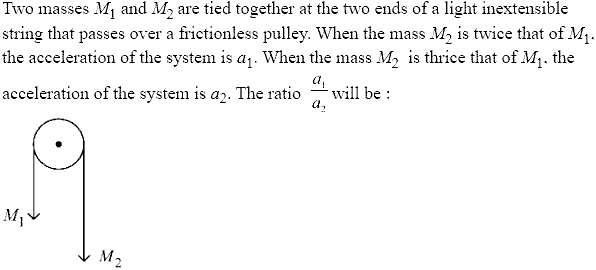 Two masses M₁ and M₂ are tied together at the two ends of a light inextensible
string that passes over a frictionless pulley. When the mass M₂ is twice that of M₁.
the acceleration of the system is a₁. When the mass M₂ is thrice that of M₁. the
acceleration of the system is a₂. The ratio a₁/a₂ will be :
M₁
M₂